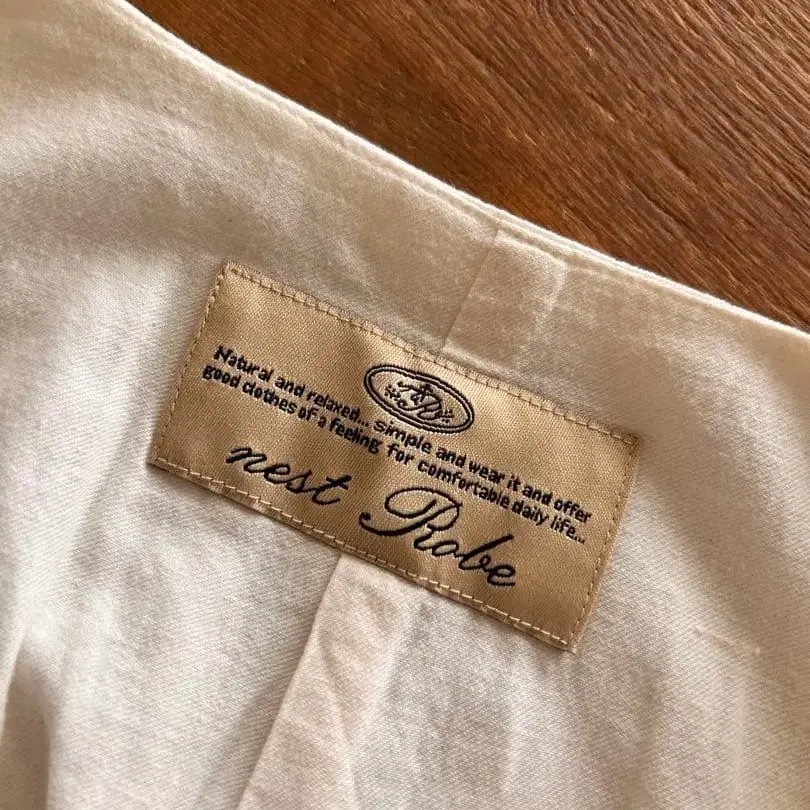 Natural and relaxed... simple and wear it and offer
good clothes of a feeling for comfortable daily life...
nest Robe